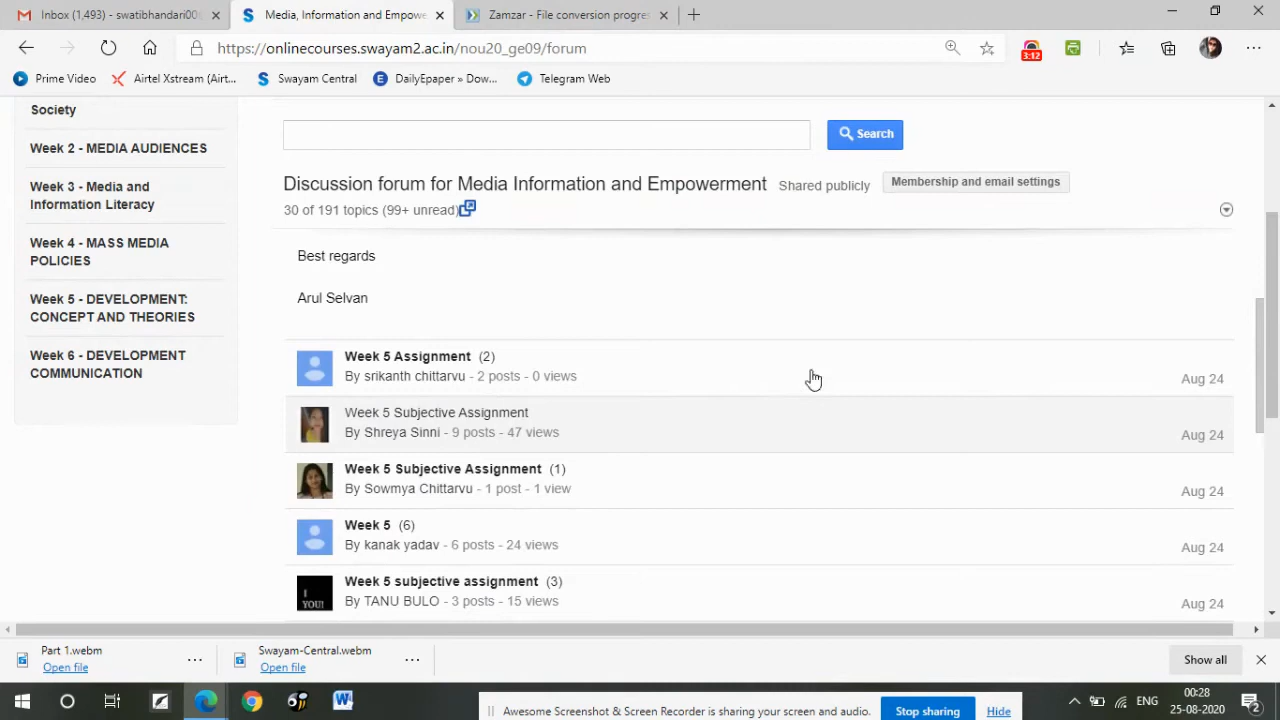 Inbox (1,493) - swatibhandari00
Media, Information and Empowe
Zamzar - File conversion progres
https://onlinecourses.swayam2.ac.in/nou20_ge09/forum
3:12
Prime Video
Airtel Xstream (Airt...
Swayam Central
DailyEpaper » Dow...
Telegram Web
Society
Week 2 - MEDIA AUDIENCES
Week 3 - Media and
Information Literacy
Week 4 - MASS MEDIA
POLICIES
Week 5 - DEVELOPMENT:
CONCEPT AND THEORIES
Week 6 - DEVELOPMENT
COMMUNICATION
Search
Discussion forum for Media Information and Empowerment Shared publicly Membership and email settings
30 of 191 topics (99+ unread)
Best regards
Arul Selvan
Week 5 Assignment (2)
By srikanth chittarvu - 2 posts - 0 views
Aug 24
Week 5 Subjective Assignment
By Shreya Sinni - 9 posts - 47 views
Aug 24
Week 5 Subjective Assignment (1)
By Sowmya Chittarvu - 1 post - 1 view
Aug 24
Week 5 (6)
By kanak yadav - 6 posts - 24 views
Aug 24
Week 5 subjective assignment (3)
By TANU BULO - 3 posts - 15 views
Aug 24
I
YOU!
Part 1.webm
Open file
Swayam-Central.webm
Open file
Show all
Awesome Screenshot & Screen Recorder is sharing your screen and audio.
Stop sharing
Hide
ENG
00:28
25-08-2020
2